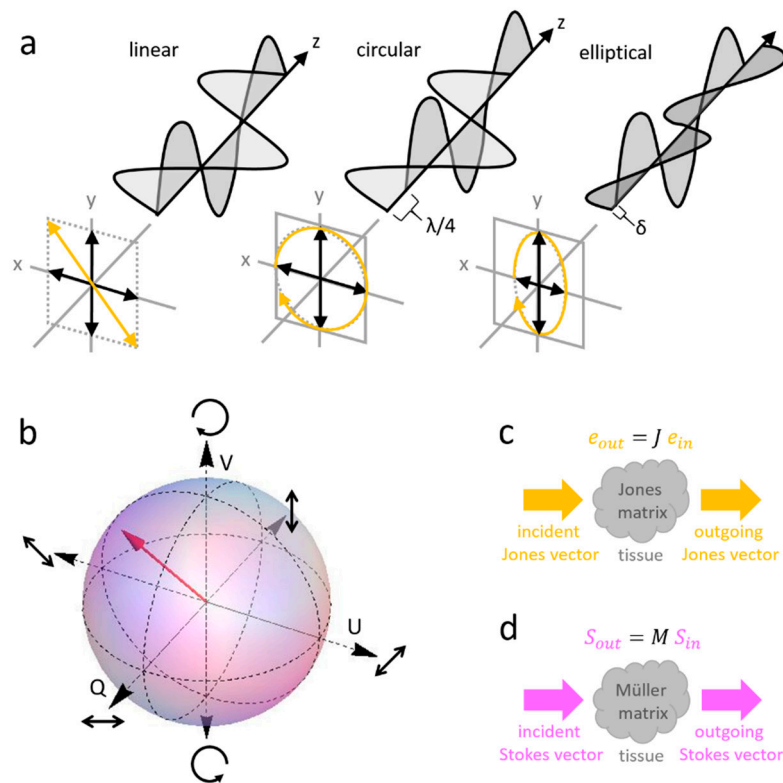 a
linear
circular
elliptical
z
z
λ/4
δ
y
x
y
x
y
x
b
V
U
Q
c
e_out = J e_in
Jones
matrix
incident
Jones vector
tissue
outgoing
Jones vector
d
S_out = M S_in
Müller
matrix
incident
Stokes vector
tissue
outgoing
Stokes vector